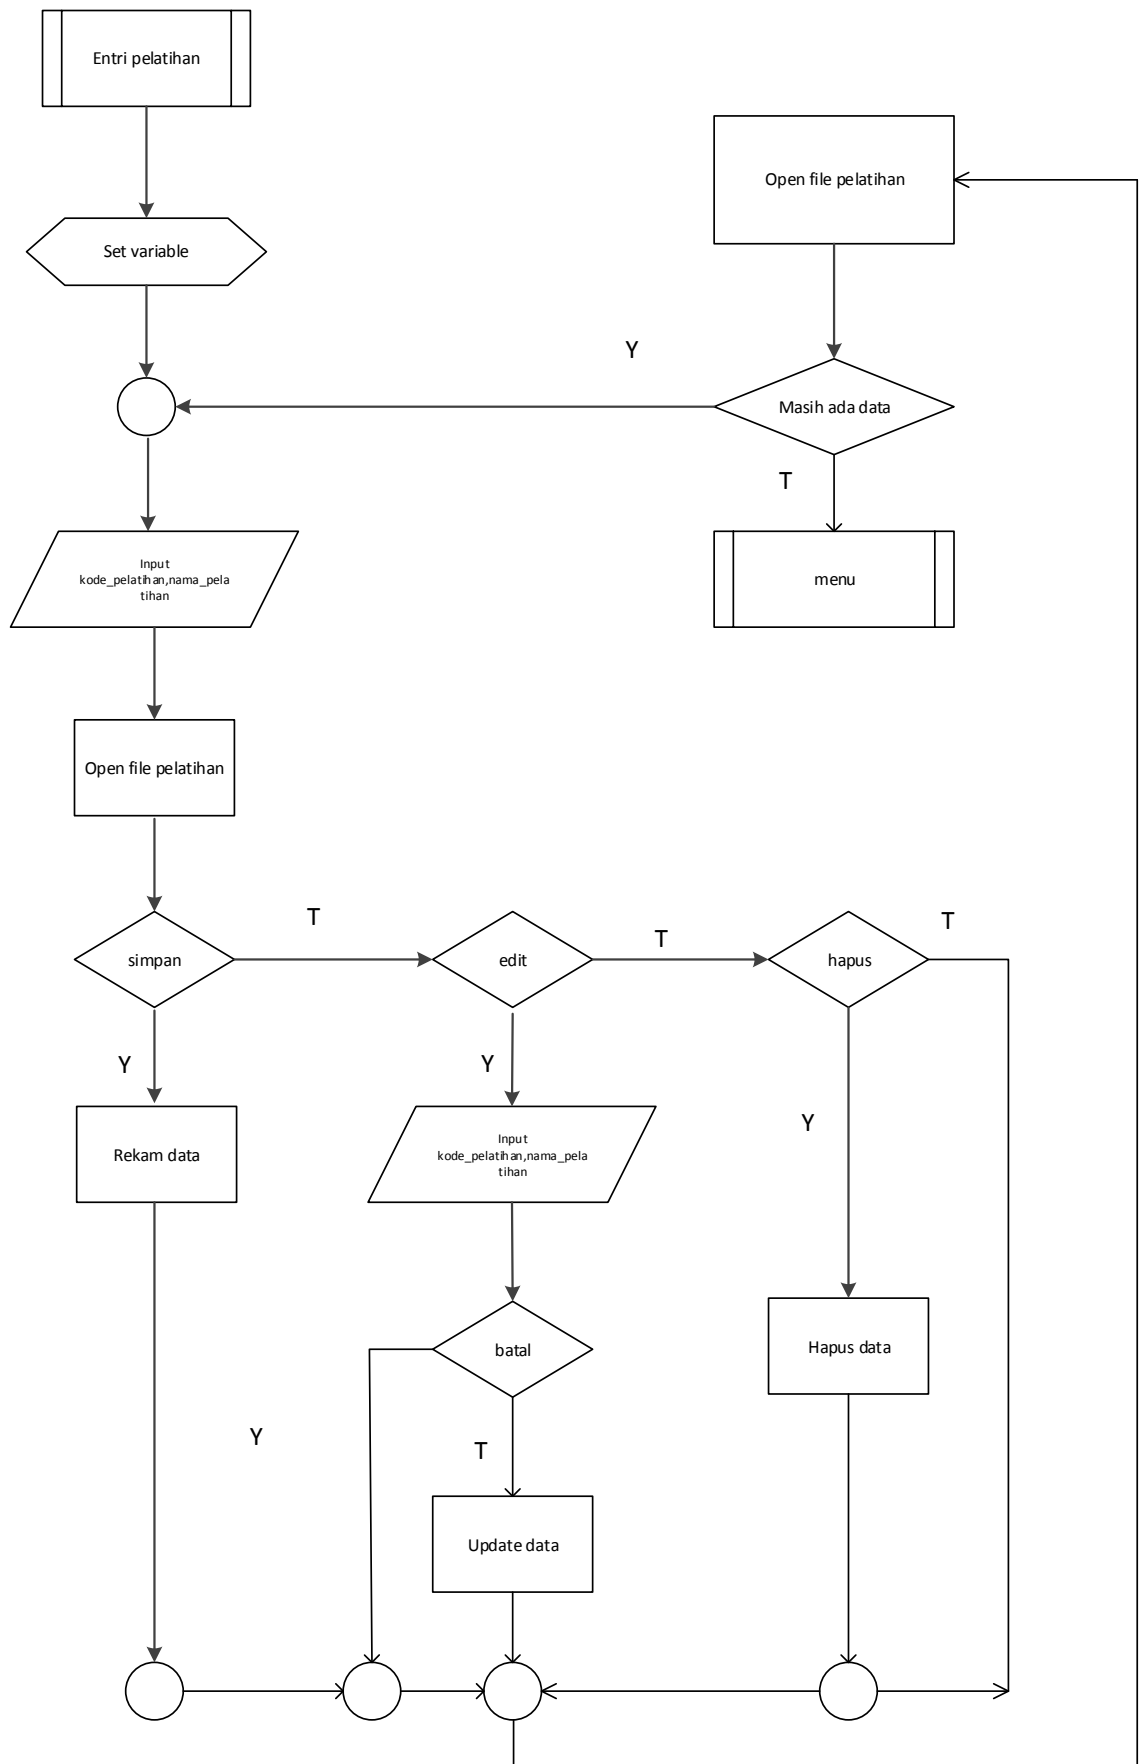 Entri pelatihan
Open file pelatihan
Set variable
Y
Masih ada data
T
Input
kode_pelatihan,nama_pela
tihan
menu
Open file pelatihan
T
T
T
simpan
edit
hapus
Y
Y
Y
Rekam data
Input
kode_pelatihan,nama_pela
tihan
batal
Hapus data
Y
T
Update data